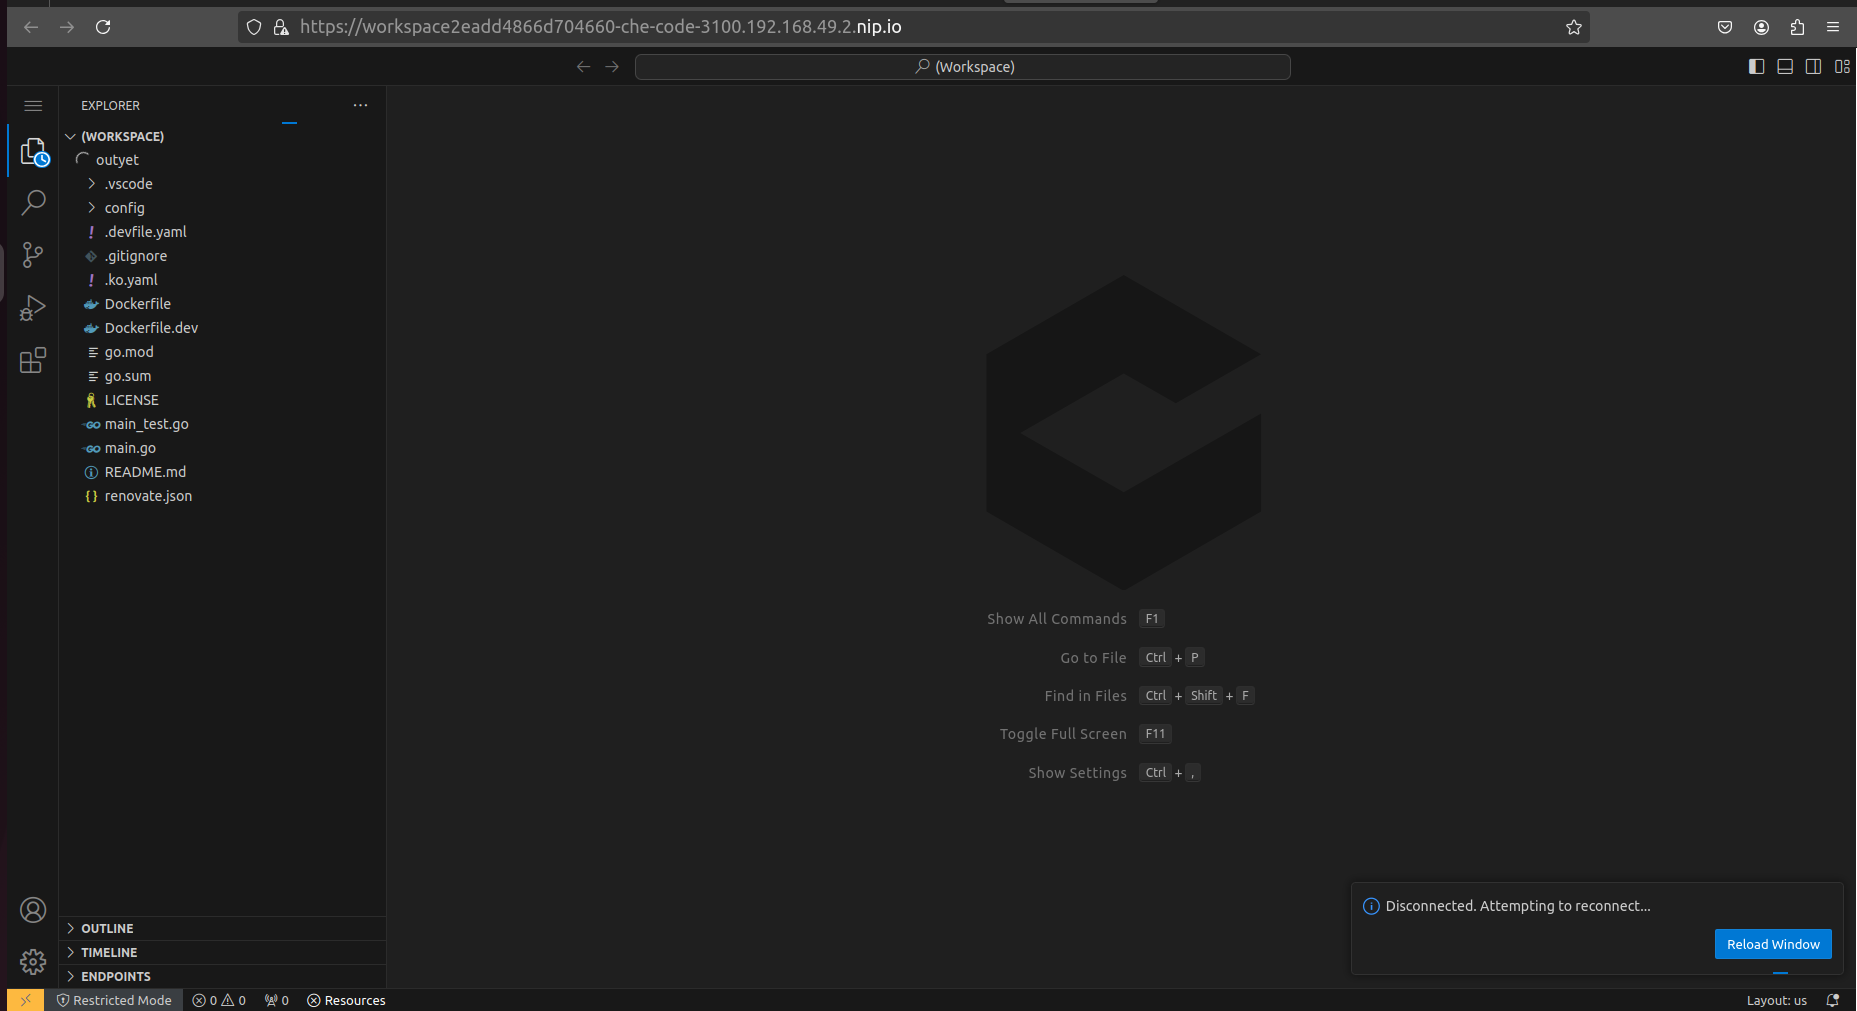 https://workspace2eadd4866d704660-che-code-3100.192.168.49.2.nip.io
(Workspace)
EXPLORER
(WORKSPACE)
outyet
.vscode
config
.devfile.yaml
.gitignore
.ko.yaml
Dockerfile
Dockerfile.dev
go.mod
go.sum
LICENSE
main_test.go
main.go
README.md
renovate.json
Show All Commands F1
Go to File Ctrl + P
Find in Files Ctrl + Shift + F
Toggle Full Screen F11
Show Settings Ctrl + ,
OUTLINE
TIMELINE
ENDPOINTS
Disconnected. Attempting to reconnect...
Reload Window
Restricted Mode 0 0 0 Resources
Layout: us